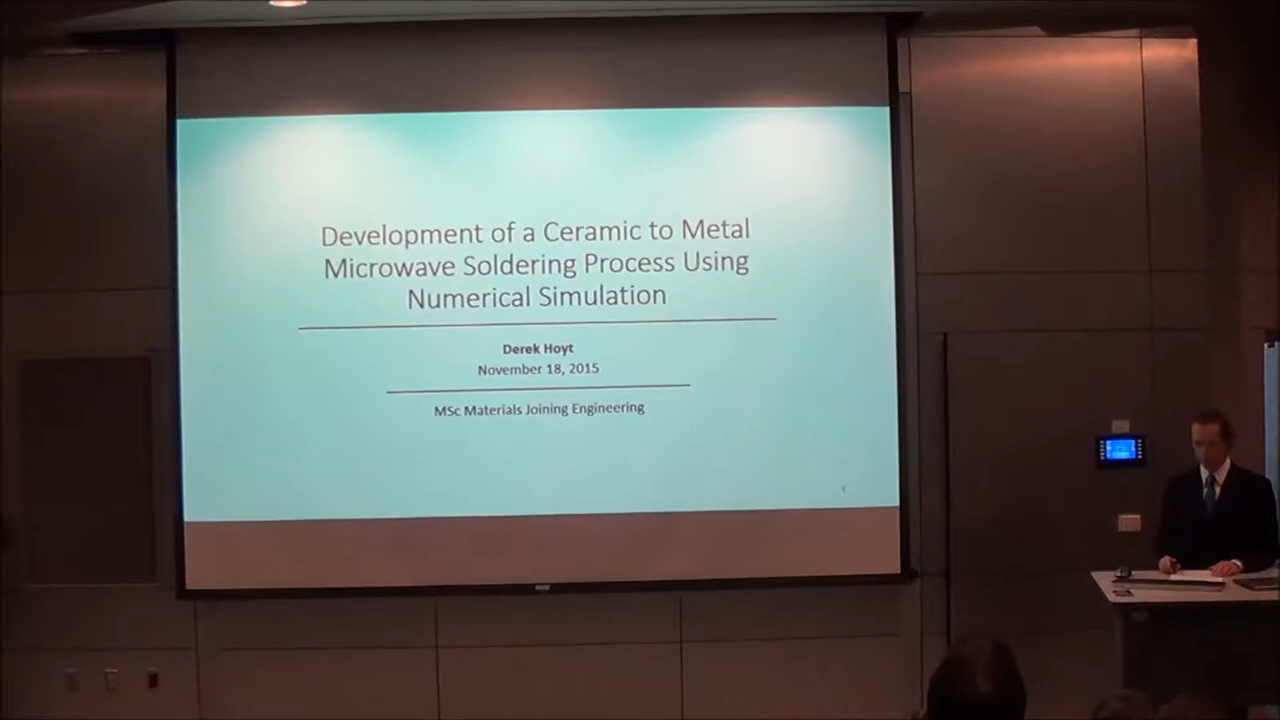 Development of a Ceramic to Metal
Microwave Soldering Process Using
Numerical Simulation
Derek Hoyt
November 18, 2015
MSc Materials Joining Engineering